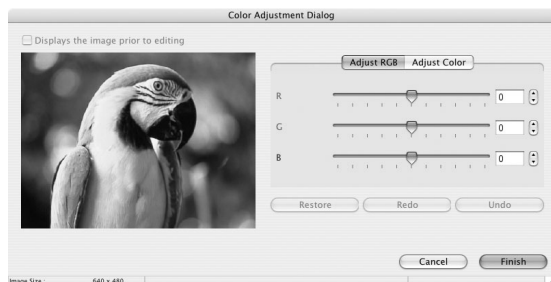 Color Adjustment Dialog
Displays the image prior to editing
Adjust RGB Adjust Color
R 0
G 0
B 0
Restore Redo Undo
Cancel Finish
Image Size : 640 x 480